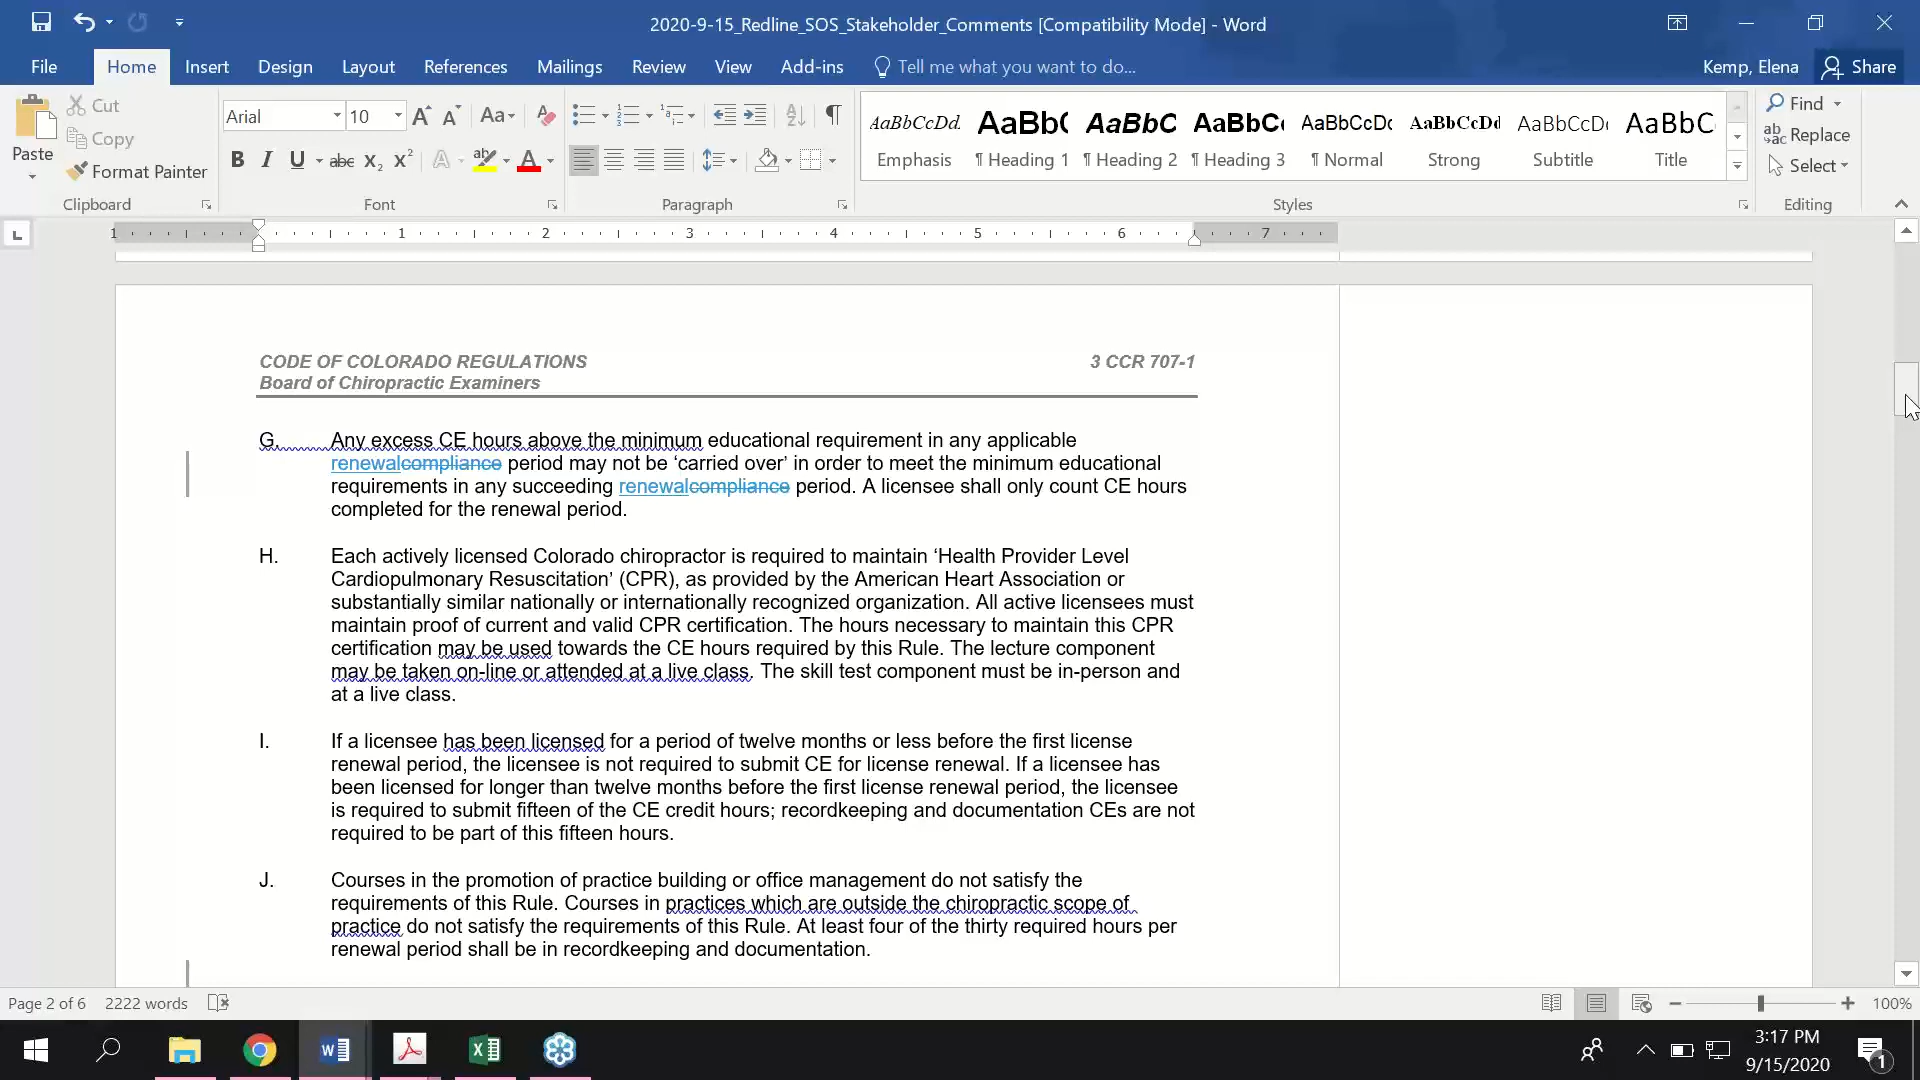 2020-9-15_Redline_SOS_Stakeholder_Comments [Compatibility Mode] - Word
File Home Insert Design Layout References Mailings Review View Add-ins Tell me what you want to do... Kemp, Elena Share
Paste
Cut
Copy
Format Painter
Clipboard
Arial 10
Font
Paragraph
AaBbCcDd. AaBbC AaBbC AaBbCc AaBbCcDc AaBbCcDd AaBbCcDc AaBbC
Emphasis ¶ Heading 1 ¶ Heading 2 ¶ Heading 3 ¶ Normal Strong Subtitle Title
Styles
Find
Replace
Select
Editing
1 1 2 3 4 5 6 7
CODE OF COLORADO REGULATIONS 3 CCR 707-1
Board of Chiropractic Examiners
G. Any excess CE hours above the minimum educational requirement in any applicable
renewalcompliance period may not be ‘carried over’ in order to meet the minimum educational
requirements in any succeeding renewalcompliance period. A licensee shall only count CE hours
completed for the renewal period.
H. Each actively licensed Colorado chiropractor is required to maintain ‘Health Provider Level
Cardiopulmonary Resuscitation’ (CPR), as provided by the American Heart Association or
substantially similar nationally or internationally recognized organization. All active licensees must
maintain proof of current and valid CPR certification. The hours necessary to maintain this CPR
certification may be used towards the CE hours required by this Rule. The lecture component
may be taken on-line or attended at a live class. The skill test component must be in-person and
at a live class.
I. If a licensee has been licensed for a period of twelve months or less before the first license
renewal period, the licensee is not required to submit CE for license renewal. If a licensee has
been licensed for longer than twelve months before the first license renewal period, the licensee
is required to submit fifteen of the CE credit hours; recordkeeping and documentation CEs are not
required to be part of this fifteen hours.
J. Courses in the promotion of practice building or office management do not satisfy the
requirements of this Rule. Courses in practices which are outside the chiropractic scope of
practice do not satisfy the requirements of this Rule. At least four of the thirty required hours per
renewal period shall be in recordkeeping and documentation.
Page 2 of 6 2222 words 100%
3:17 PM
9/15/2020
1